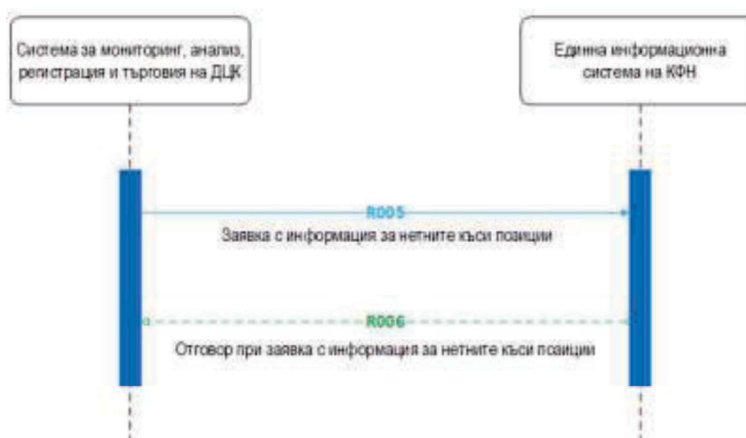 Система за мониторинг, анализ,
регистрация и търговия на ДЦК
Единна информационна
система на КФН
R005
Заявка с информация за нетните къси позиции
R006
Отговор при заявка с информация за нетните къси позиции